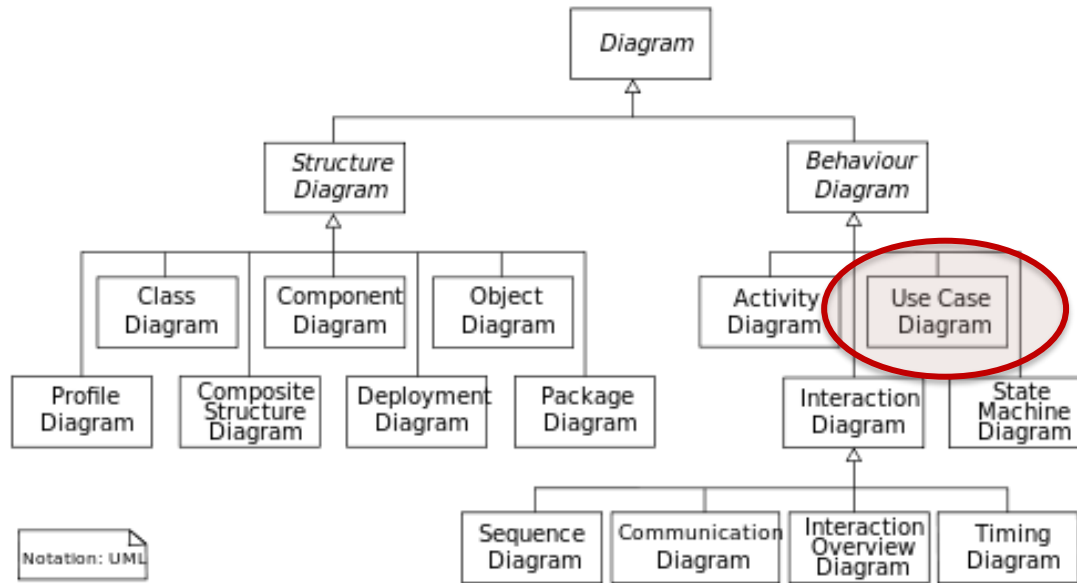 Diagram
Structure
Diagram
Behaviour
Diagram
Class
Diagram
Component
Diagram
Object
Diagram
Activity
Diagram
Use Case
Diagram
Profile
Diagram
Composite
Structure
Diagram
Deployment
Diagram
Package
Diagram
Interaction
Diagram
State
Machine
Diagram
Sequence
Diagram
Communication
Diagram
Interaction
Overview
Diagram
Timing
Diagram
Notation: UML